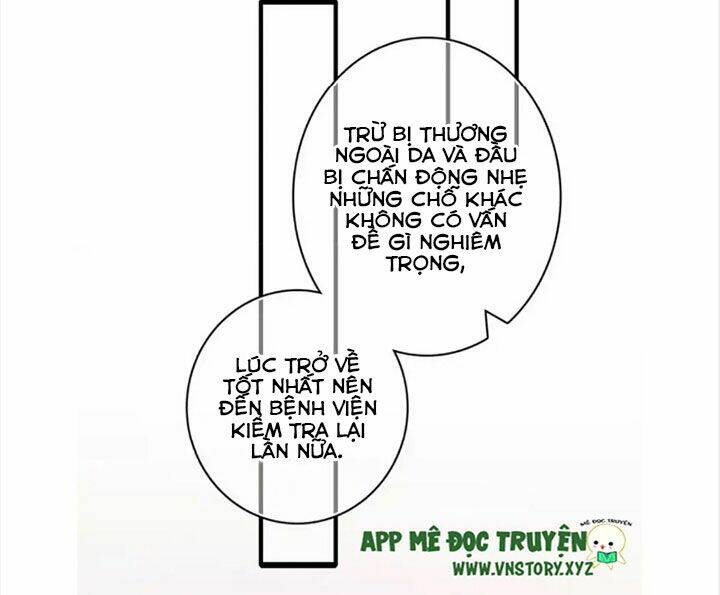 TRỪ BỊ THƯƠNG
NGOÀI DA VÀ ĐẦU
BỊ CHẤN ĐỘNG NHẸ
NHỮNG CHỖ KHÁC
KHÔNG CÓ VẤN
ĐỀ GÌ NGHIÊM
TRỌNG,
LÚC TRỞ VỀ
TỐT NHẤT NÊN
ĐẾN BỆNH VIỆN
KIỂM TRA LẠI
LẦN NỮA.
MÊ ĐỌC TRUYỆN
APP MÊ ĐỌC TRUYỆN
WWW.VNSTORY.XYZ